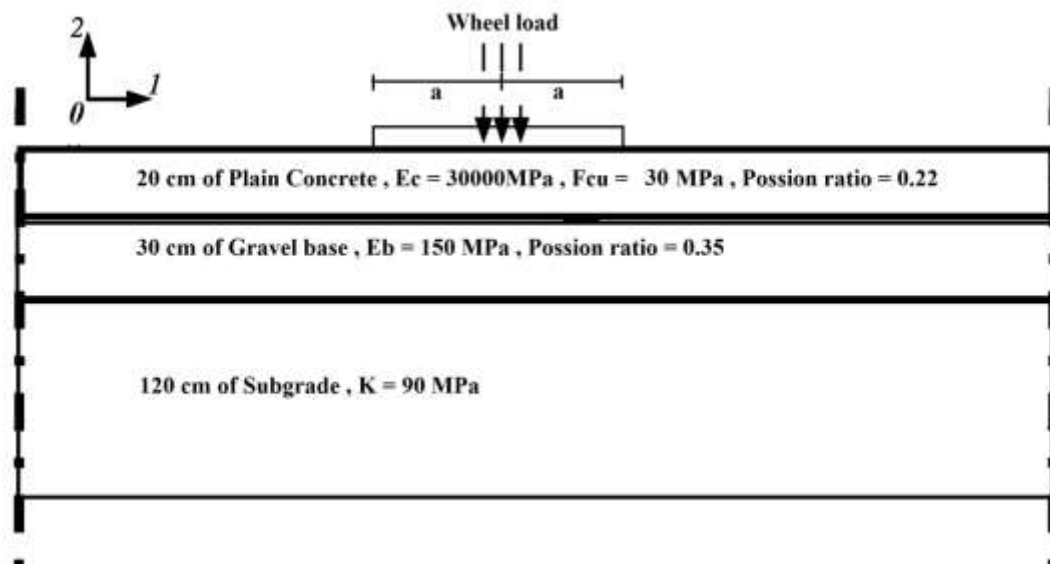 Wheel load
2
1
0
a a
20 cm of Plain Concrete , Ec = 30000MPa , Fcu = 30 MPa , Possion ratio = 0.22
30 cm of Gravel base , Eb = 150 MPa , Possion ratio = 0.35
120 cm of Subgrade , K = 90 MPa